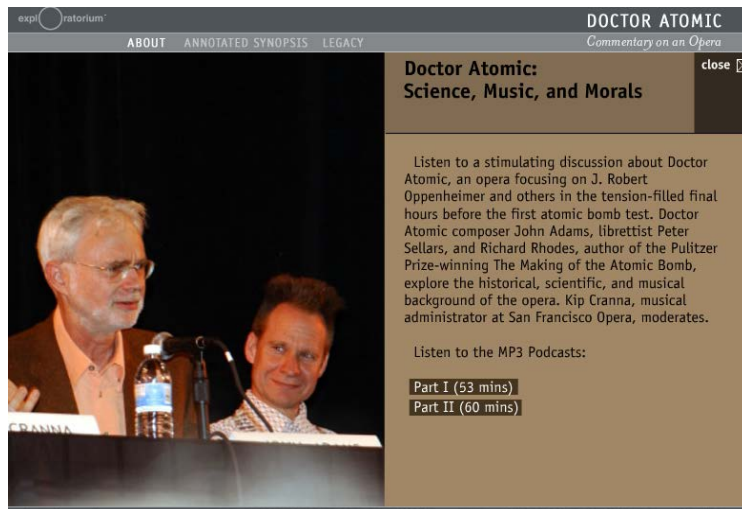 expl ratorium
DOCTOR ATOMIC
ABOUT ANNOTATED SYNOPSIS LEGACY
Commentary on an Opera
Doctor Atomic:
Science, Music, and Morals
close
Listen to a stimulating discussion about Doctor
Atomic, an opera focusing on J. Robert
Oppenheimer and others in the tension-filled final
hours before the first atomic bomb test. Doctor
Atomic composer John Adams, librettist Peter
Sellars, and Richard Rhodes, author of the Pulitzer
Prize-winning The Making of the Atomic Bomb,
explore the historical, scientific, and musical
background of the opera. Kip Cranna, musical
administrator at San Francisco Opera, moderates.
Listen to the MP3 Podcasts:
Part I (53 mins)
Part II (60 mins)
CRANNA